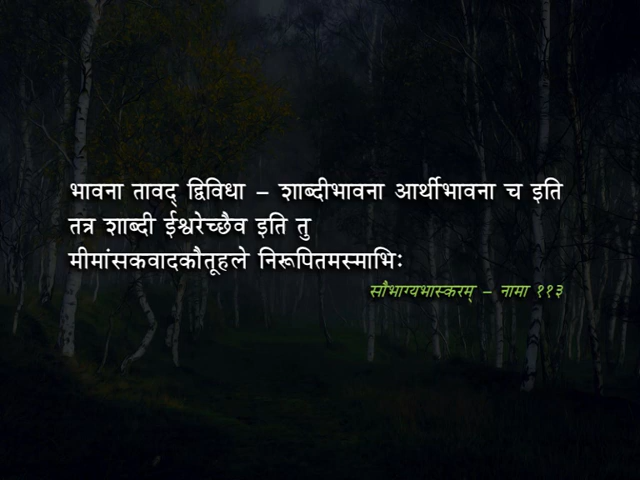 भावना तावद् द्विविधा – शाब्दीभावना आर्थीभावना च इति
तत्र शाब्दी ईश्वरेच्छैव इति तु
मीमांसकवादकौतूहले निरूपितमस्माभिः
सौभाग्यभास्करम् – नामा ११३